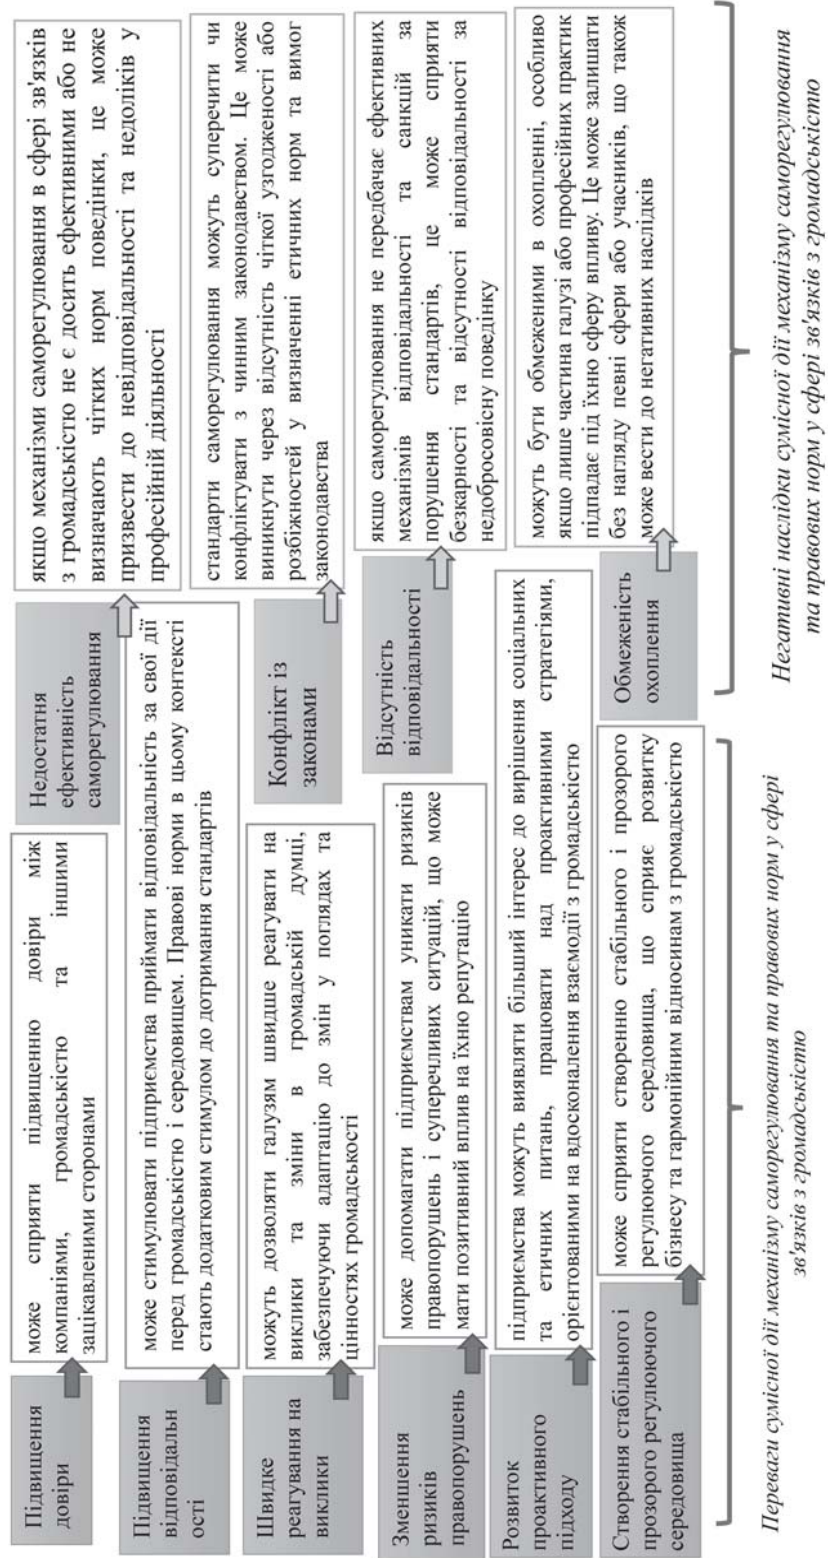 Підвищення
довіри
може сприяти підвищенню довіри між
компаніями, громадськістю та іншими
зацікавленими сторонами
Підвищення
відповідальн
ості
може стимулювати підприємства приймати відповідальність за свої дії
перед громадськістю і середовищем. Правові норми в цьому контексті
стають додатковим стимулом до дотримання стандартів
Швидке
реагування на
виклики
можуть дозволяти галузям швидше реагувати на
виклики та зміни в громадській думці,
забезпечуючи адаптацію до змін у поглядах та
цінностях громадськості
Зменшення
ризиків
правопорушень
може допомагати підприємствам уникати ризиків
правопорушень і суперечливих ситуацій, що може
мати позитивний вплив на їхню репутацію
Розвиток
проактивного
підходу
підприємства можуть виявляти більший інтерес до вирішення соціальних
та етичних питань, працювати над проактивними стратегіями,
орієнтованими на вдосконалення взаємодії з громадськістю
Створення стабільного і
прозорого регулюючого
середовища
може сприяти створенню стабільного і прозорого
регулюючого середовища, що сприяє розвитку
бізнесу та гармонійним відносинам з громадськістю
Переваги сумісної дії механізму саморегулювання та правових норм у сфері
зв'язків з громадськістю
Недостатня
ефективність
саморегулювання
якщо механізми саморегулювання в сфері зв'язків
з громадськістю не є досить ефективними або не
визначають чітких норм поведінки, це може
призвести до невідповідальності та недоліків у
професійній діяльності
Конфлікт із
законами
стандарти саморегулювання можуть суперечити чи
конфліктувати з чинним законодавством. Це може
виникнути через відсутність чіткої узгодженості або
розбіжностей у визначенні етичних норм та вимог
законодавства
Відсутність
відповідальності
якщо саморегулювання не передбачає ефективних
механізмів відповідальності та санкцій за
порушення стандартів, це може сприяти
безкарності та відсутності відповідальності за
недобросовісну поведінку
Обмеженість
охоплення
можуть бути обмеженими в охопленні, особливо
якщо лише частина галузі або професійних практик
підпадає під їхню сферу впливу. Це може залишати
без нагляду певні сфери або учасників, що також
може вести до негативних наслідків
Негативні наслідки сумісної дії механізму саморегулювання
та правових норм у сфері зв'язків з громадськістю